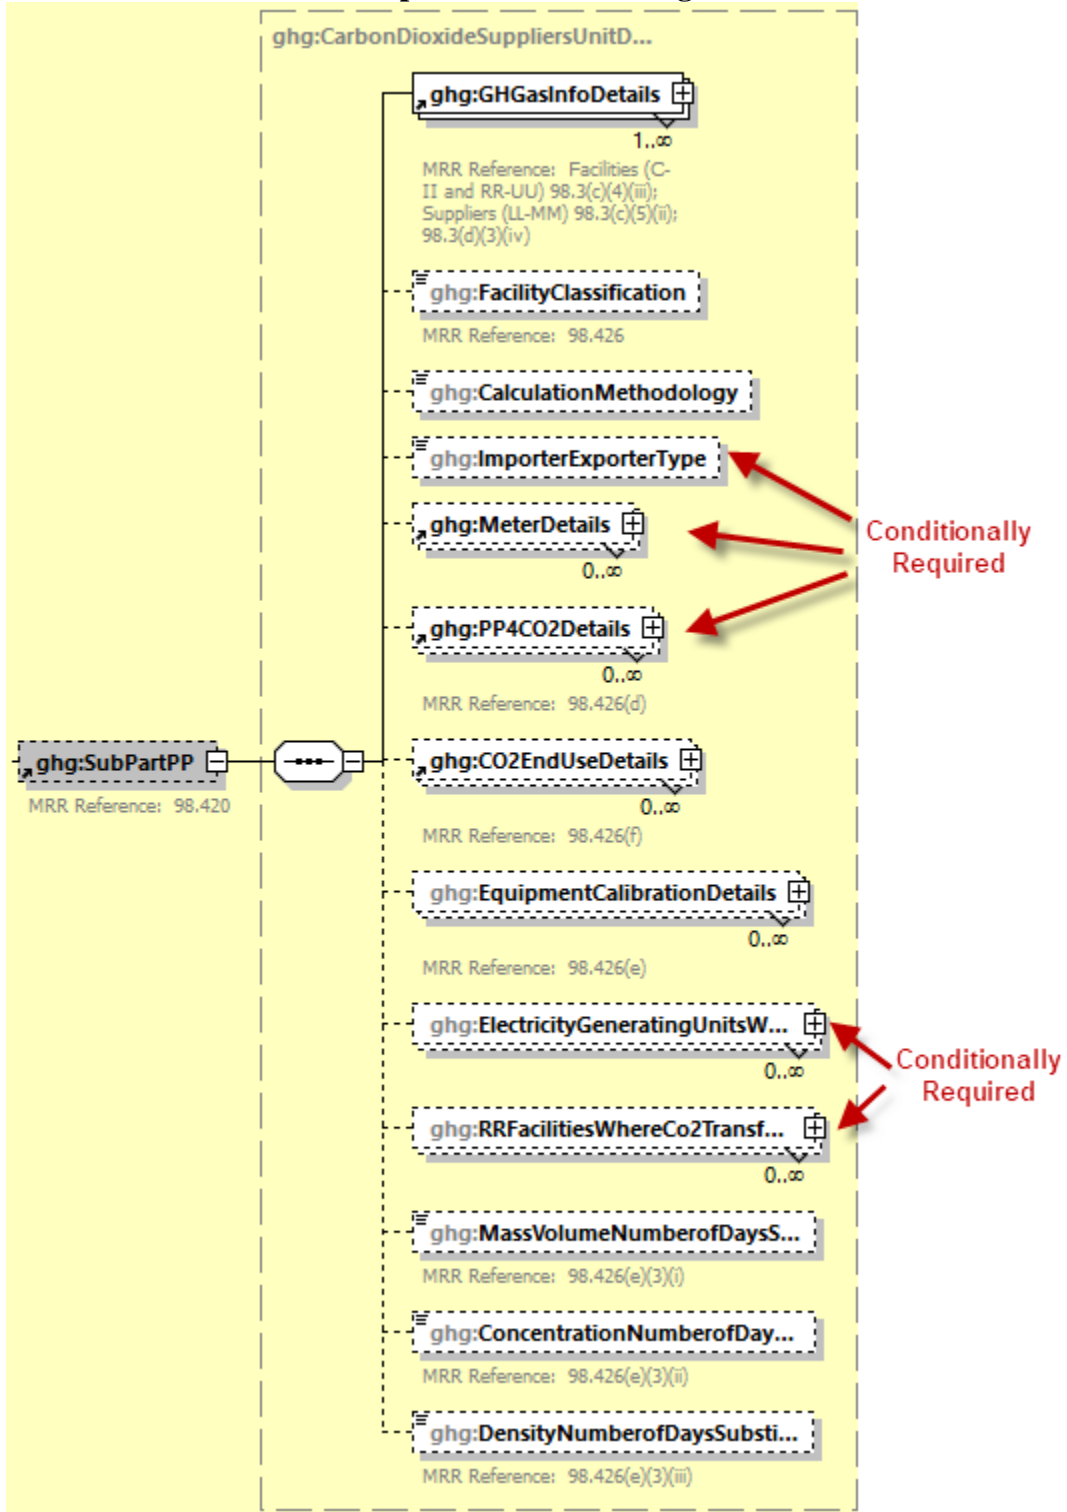 ghg:CarbonDioxideSuppliersUnitD...
ghg:GHGasInfoDetails
1..∞
MRR Reference: Facilities (C-
II and RR-UU) 98.3(c)(4)(iii);
Suppliers (LL-MM) 98.3(c)(5)(ii);
98.3(d)(3)(iv)
ghg:FacilityClassification
MRR Reference: 98.426
ghg:CalculationMethodology
ghg:ImporterExporterType
ghg:MeterDetails
0..∞
Conditionally
Required
ghg:PP4CO2Details
0..∞
MRR Reference: 98.426(d)
ghg:SubPartPP
MRR Reference: 98.420
ghg:CO2EndUseDetails
0..∞
MRR Reference: 98.426(f)
ghg:EquipmentCalibrationDetails
0..∞
MRR Reference: 98.426(e)
ghg:ElectricityGeneratingUnitsW...
0..∞
Conditionally
Required
ghg:RRFacilitiesWhereCo2Transf...
0..∞
ghg:MassVolumeNumberofDaysS...
MRR Reference: 98.426(e)(3)(i)
ghg:ConcentrationNumberofDay...
MRR Reference: 98.426(e)(3)(ii)
ghg:DensityNumberofDaysSubsti...
MRR Reference: 98.426(e)(3)(iii)